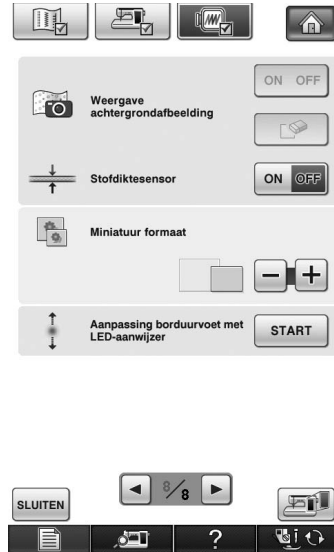 ON OFF
Weergave
achtergrondafbeelding
Stofdiktesensor
ON OFF
Miniatuur formaat
Aanpassing borduurvoet met
LED-aanwijzer
START
8/8
SLUITEN
?